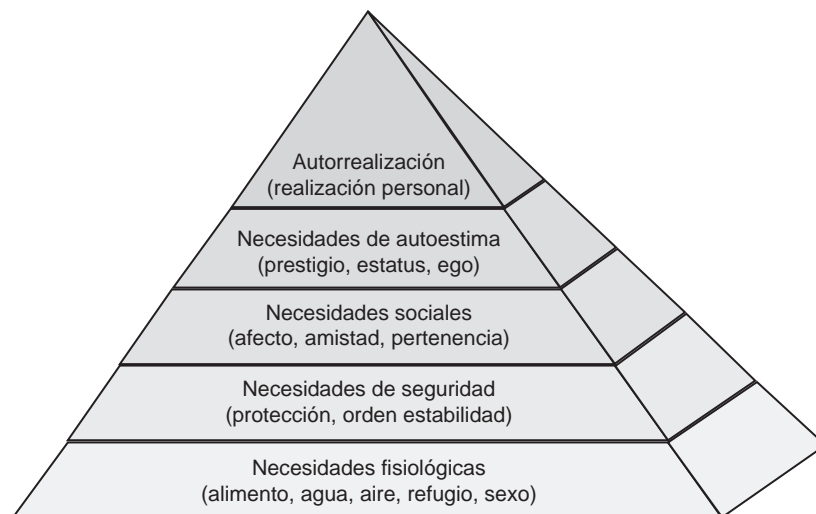 Autorrealización
(realización personal)
Necesidades de autoestima
(prestigio, estatus, ego)
Necesidades sociales
(afecto, amistad, pertenencia)
Necesidades de seguridad
(protección, orden estabilidad)
Necesidades fisiológicas
(alimento, agua, aire, refugio, sexo)